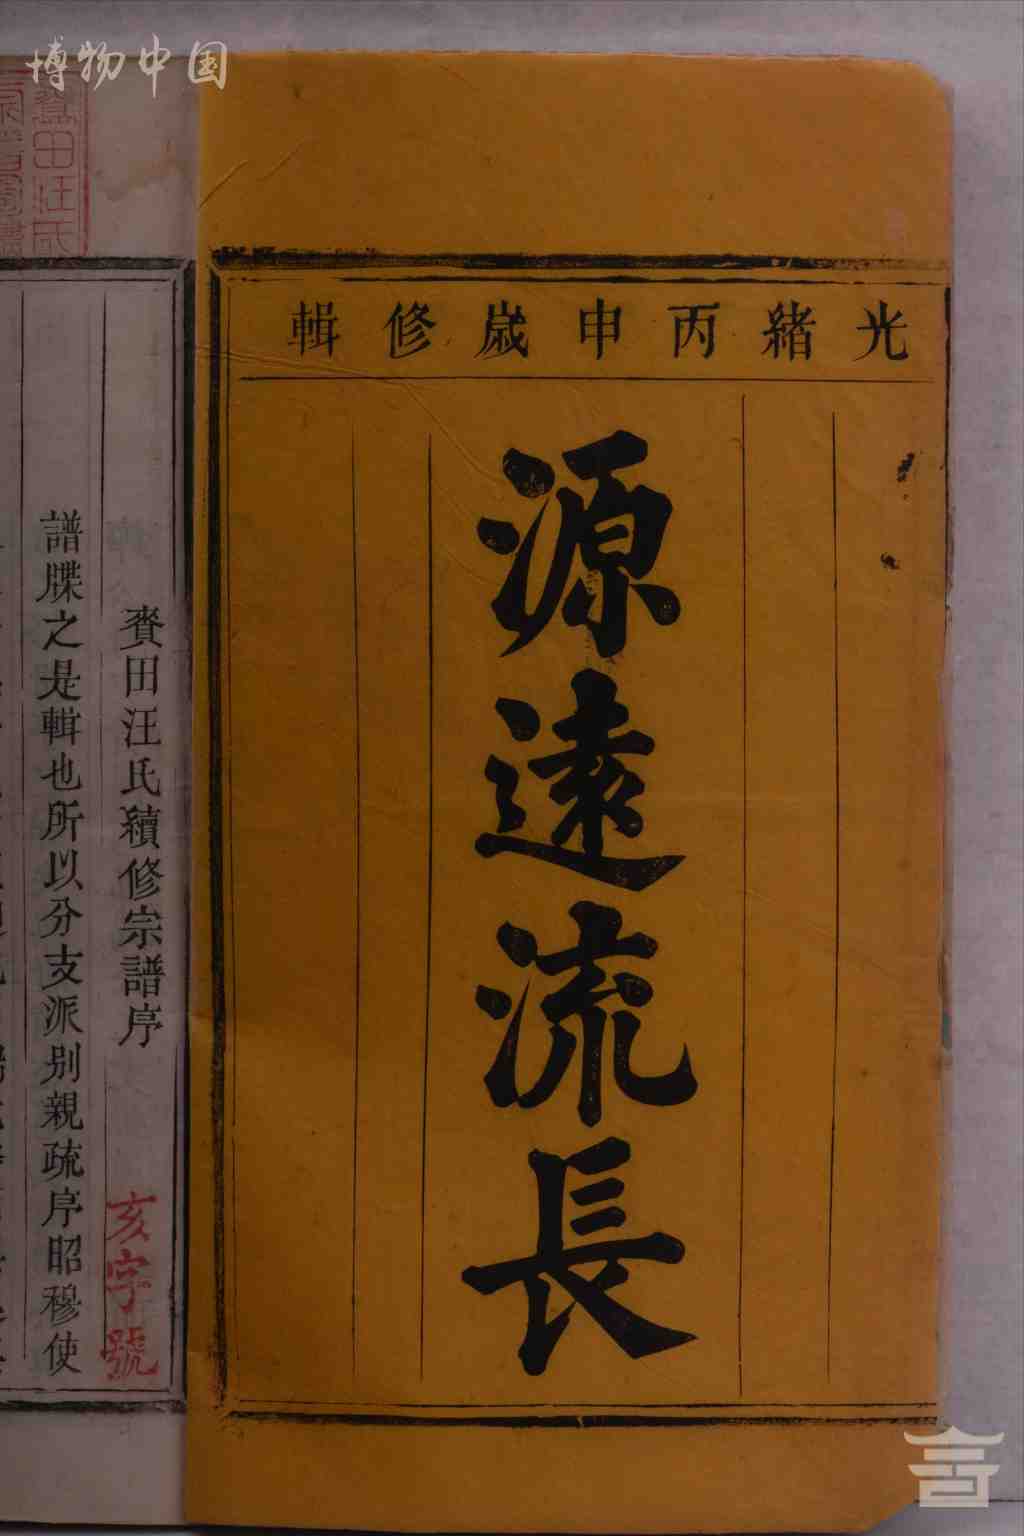 博物中国
光緒丙申歲修輯
源遠流長
賚田汪氏續修宗譜序
亥字號
譜牒之是輯也所以分支派别親疏序昭穆使